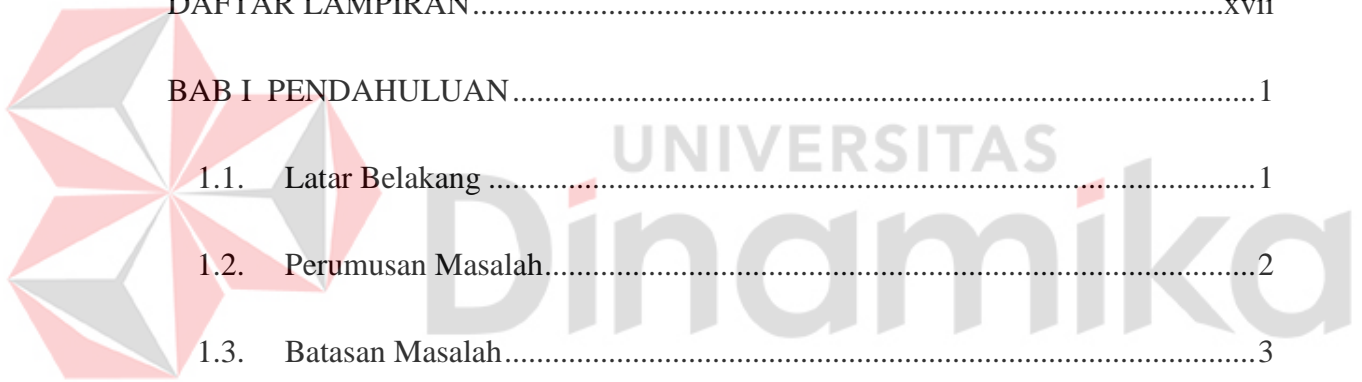 DAFTAR LAMPIRAN........................................................................................xvii
BAB I PENDAHULUAN........................................................................................1
UNIVERSITAS
1.1. Latar Belakang........................................................................................1
Dinamika
1.2. Perumusan Masalah........................................................................................2
1.3. Batasan Masalah........................................................................................3